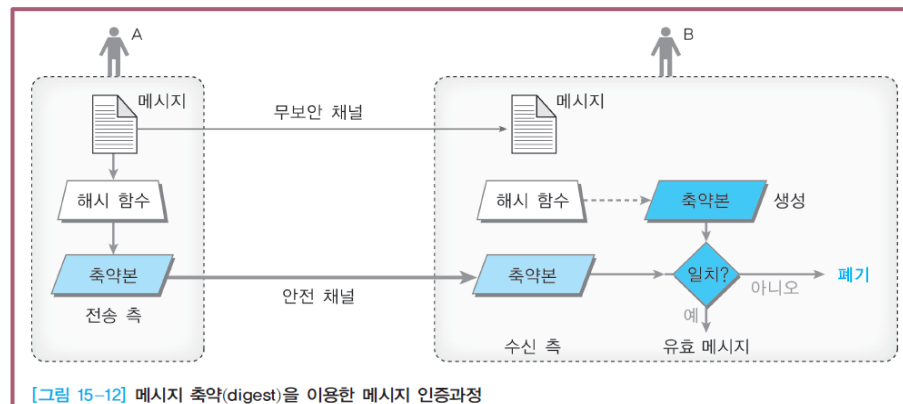 A
B
메시지
무보안 채널
메시지
해시 함수
해시 함수
축약본
생성
축약본
안전 채널
축약본
일치?
아니오
폐기
예
전송 측
수신 측
유효 메시지
[그림 15-12] 메시지 축약(digest)을 이용한 메시지 인증과정